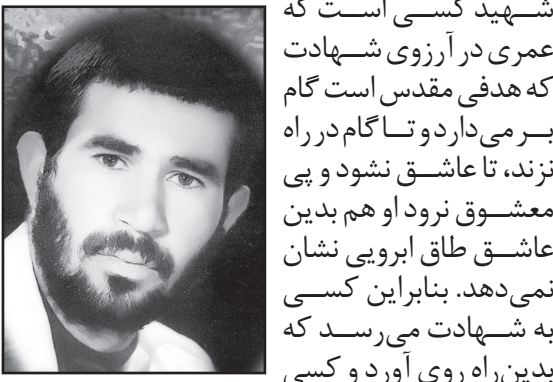 شهید کسی است که
عمری در آرزوی شهادت
که هدفی مقدس است گام
بر می‌دارد و تا گام در راه
نزند، تا عاشق نشود و پی
معشوق نرود او هم بدین
عاشق طاق ابرویی نشان
نمی‌دهد. بنابراین کسی
به شهادت می‌رسد که
بدین‌راه روی آورد و کسی